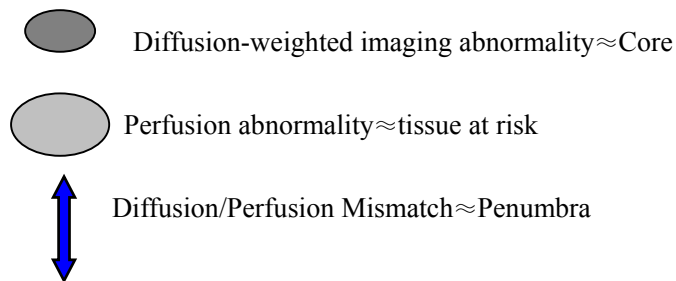 Diffusion-weighted imaging abnormality≈Core
Perfusion abnormality≈tissue at risk
Diffusion/Perfusion Mismatch≈Penumbra